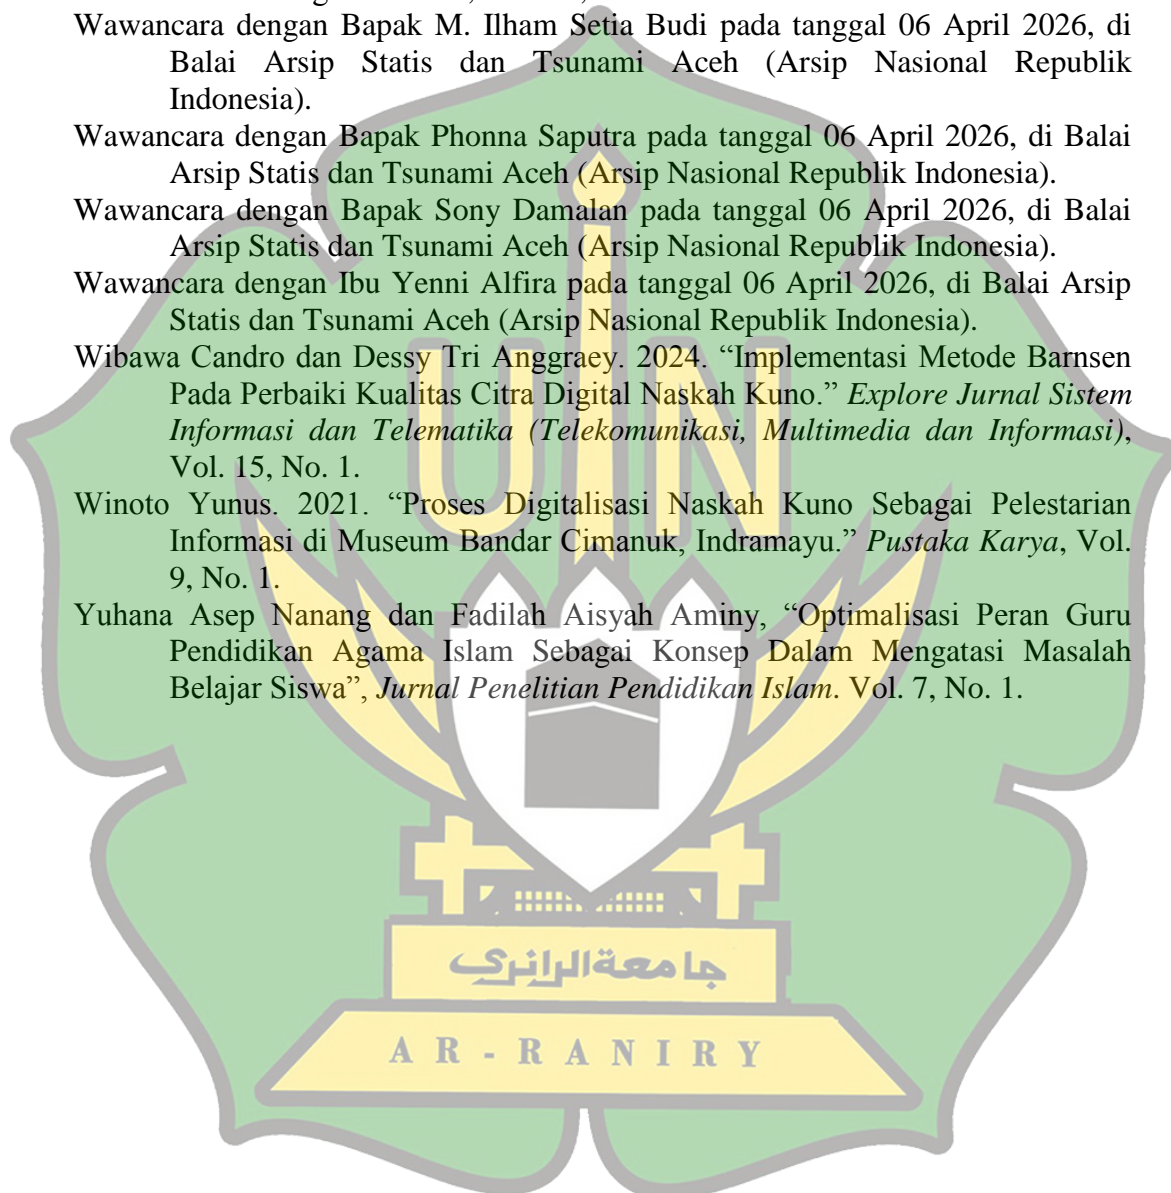 Wawancara dengan Bapak M. Ilham Setia Budi pada tanggal 06 April 2026, di
Balai Arsip Statis dan Tsunami Aceh (Arsip Nasional Republik
Indonesia).
Wawancara dengan Bapak Phonna Saputra pada tanggal 06 April 2026, di Balai
Arsip Statis dan Tsunami Aceh (Arsip Nasional Republik Indonesia).
Wawancara dengan Bapak Sony Damalan pada tanggal 06 April 2026, di Balai
Arsip Statis dan Tsunami Aceh (Arsip Nasional Republik Indonesia).
Wawancara dengan Ibu Yenni Alfira pada tanggal 06 April 2026, di Balai Arsip
Statis dan Tsunami Aceh (Arsip Nasional Republik Indonesia).
Wibawa Candro dan Dessy Tri Anggraey. 2024. “Implementasi Metode Barnsen
Pada Perbaiki Kualitas Citra Digital Naskah Kuno.” Explore Jurnal Sistem
Informasi dan Telematika (Telekomunikasi, Multimedia dan Informasi),
Vol. 15, No. 1.
Winoto Yunus. 2021. “Proses Digitalisasi Naskah Kuno Sebagai Pelestarian
Informasi di Museum Bandar Cimanuk, Indramayu.” Pustaka Karya, Vol.
9, No. 1.
Yuhana Asep Nanang dan Fadilah Aisyah Aminy, “Optimalisasi Peran Guru
Pendidikan Agama Islam Sebagai Konsep Dalam Mengatasi Masalah
Belajar Siswa”, Jurnal Penelitian Pendidikan Islam. Vol. 7, No. 1.
UIN
جامعة الرانري
AR-RANIRY